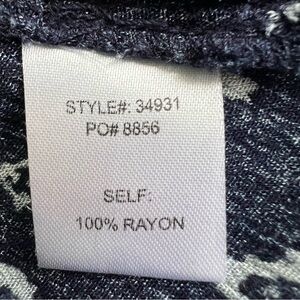 STYLE#: 34931
PO# 8856
SELF:
100% RAYON